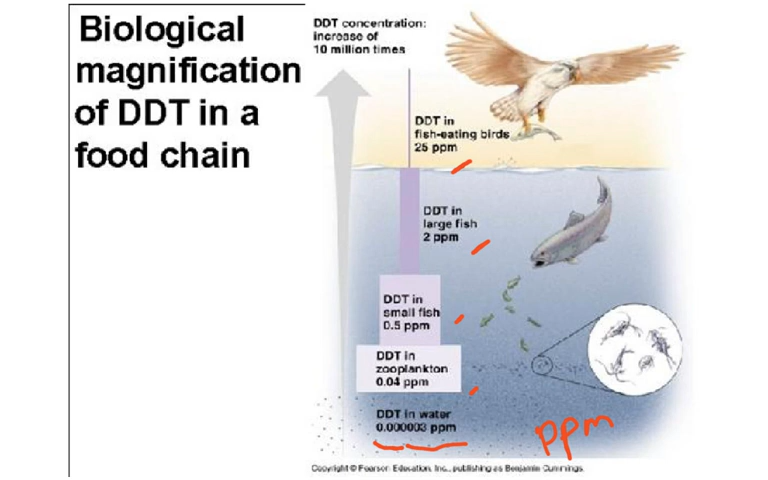 Biological
magnification
of DDT in a
food chain
DDT concentration:
increase of
10 million times
DDT in
fish-eating birds
25 ppm
DDT in
large fish
2 ppm
DDT in
small fish
0.5 ppm
DDT in
zooplankton
0.04 ppm
DDT in water
0.000003 ppm
ppm
Copyright © Pearson Education, Inc., publishing as Benjamin Cummings.